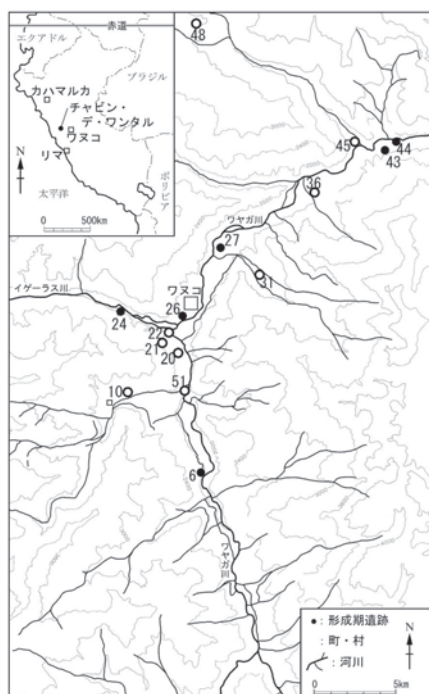 赤道
エクアドル
ブラジル
カハマルカ
チャビン・
デ・ワンタル
ワヌコ
リマ
N
太平洋
ボリビア
0 500km
48
45
44
43
36
ワヤガ川
27
31
イゲーラス川
ワヌコ
24
26
22
21
20
10
51
6
ワヤガ川
●:形成期遺跡
:町・村
:河川
N
0 5km